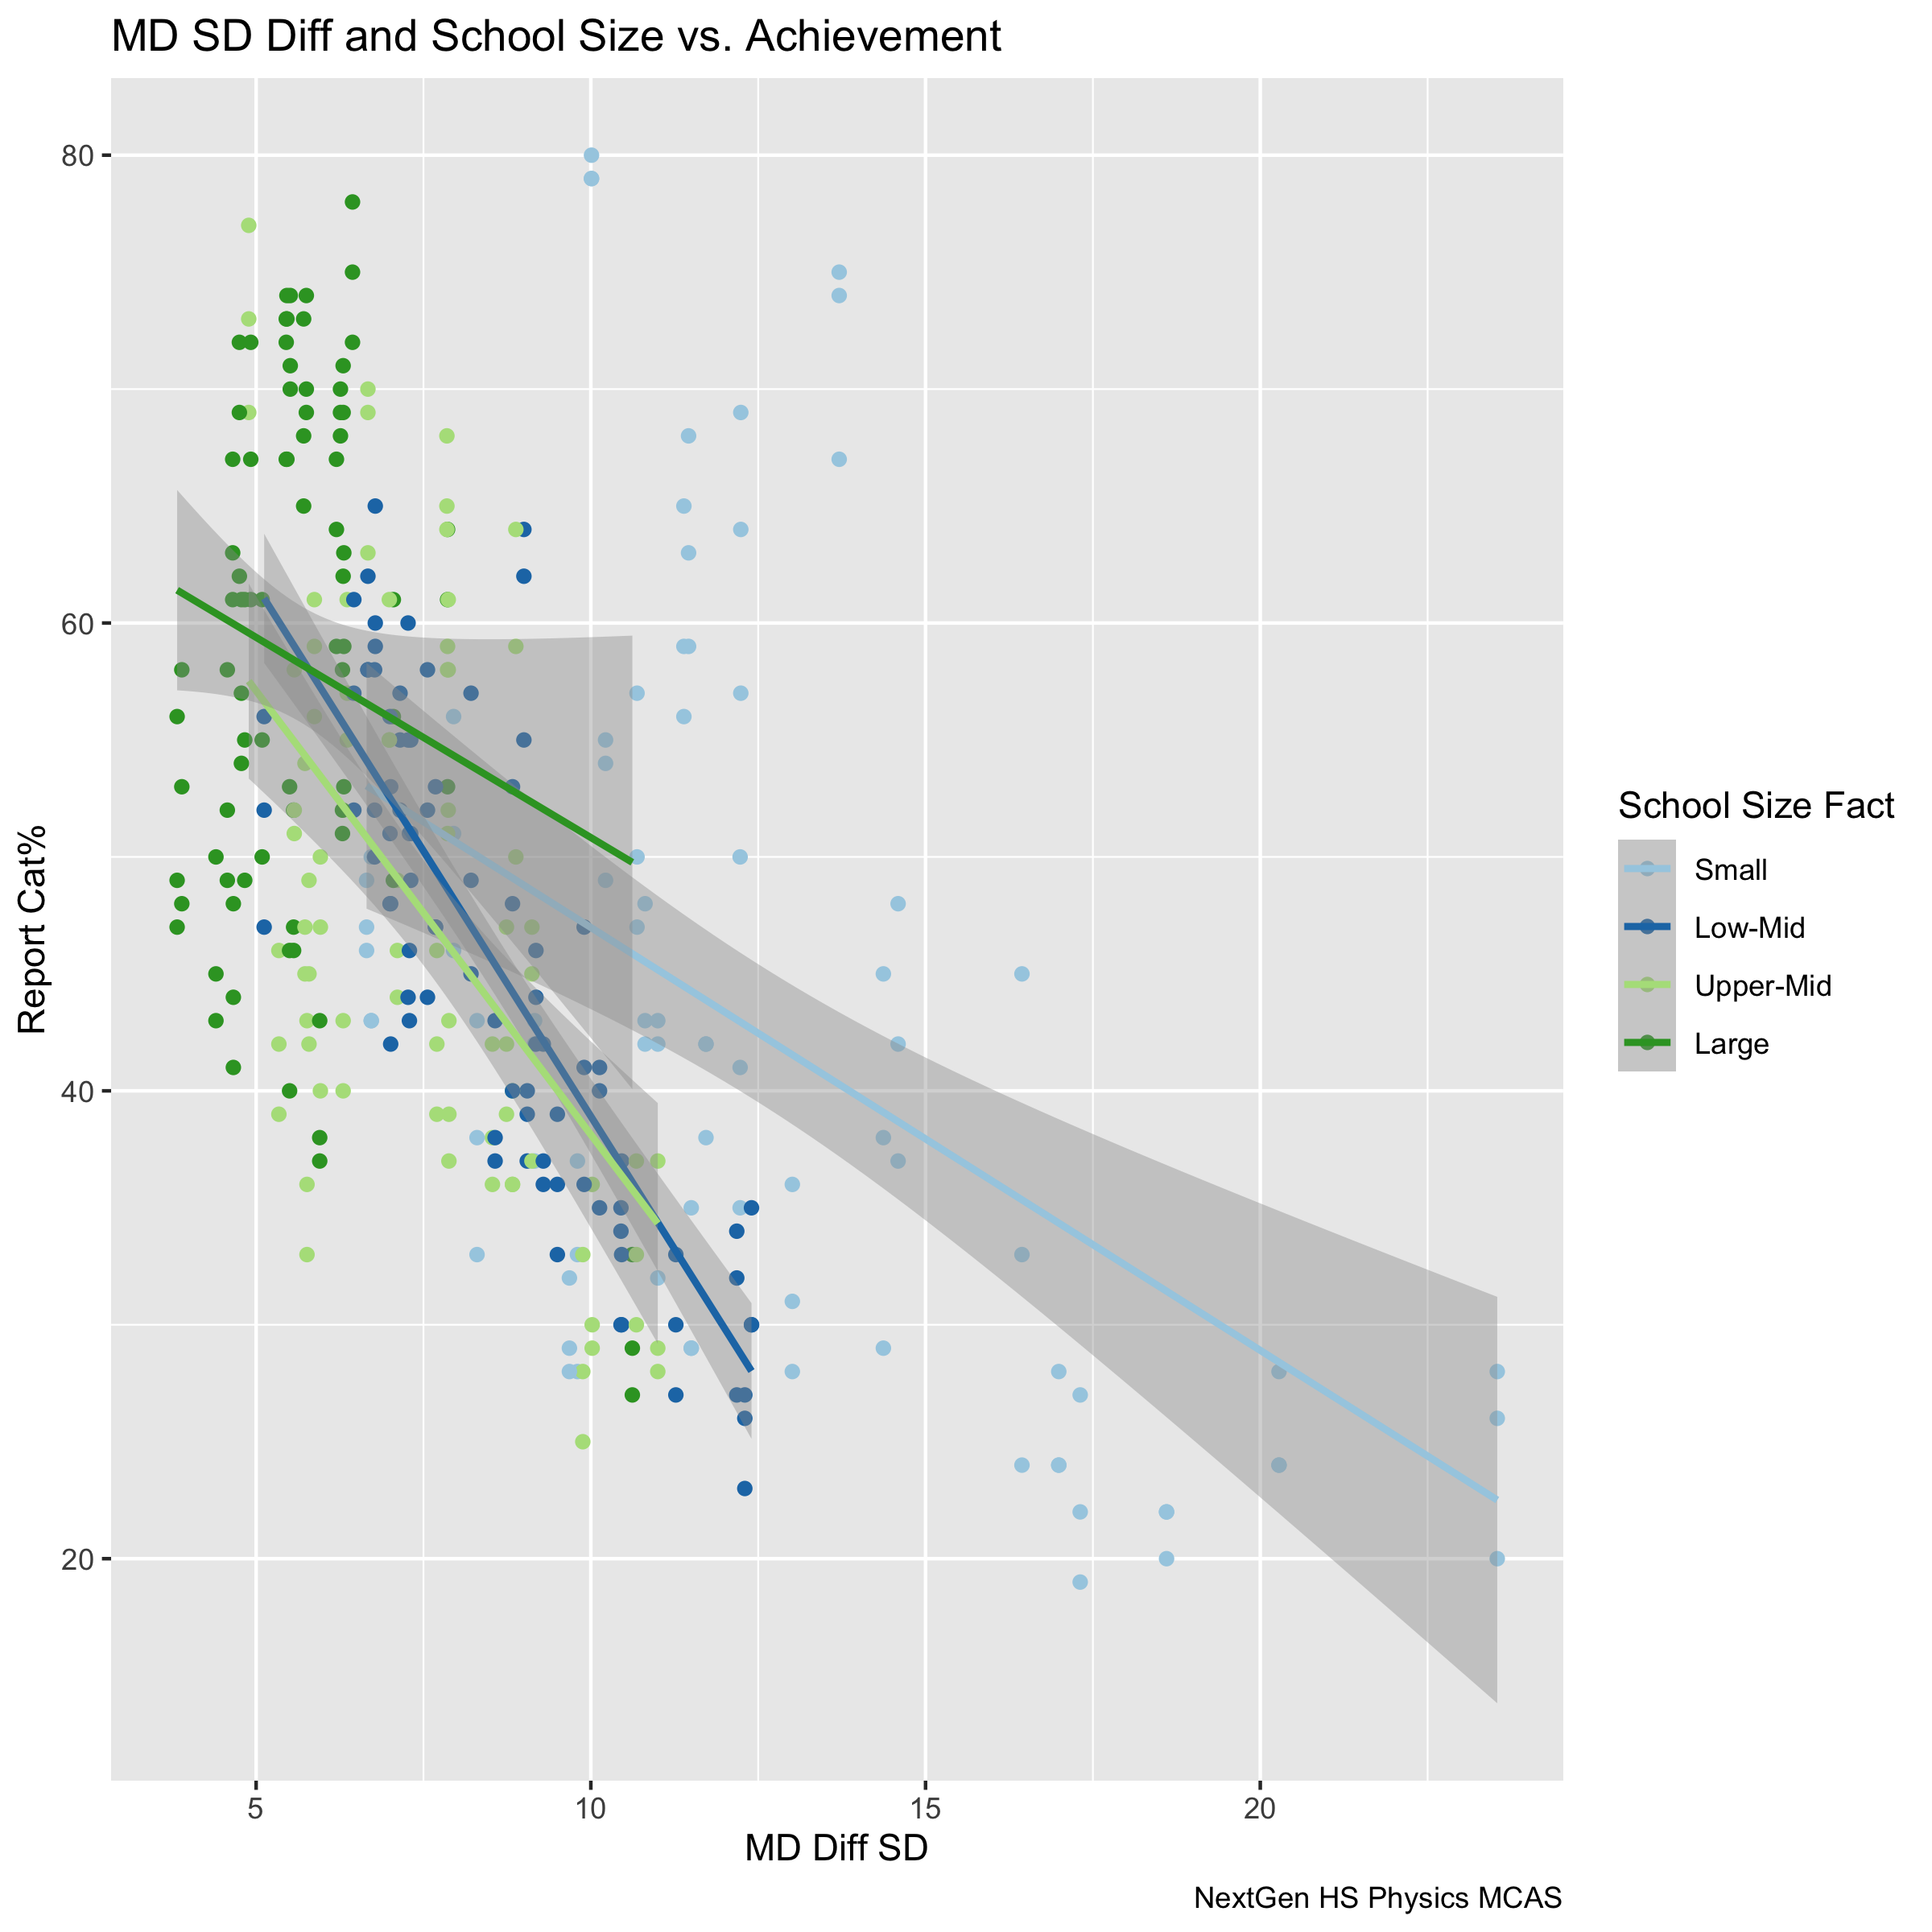 MD SD Diff and School Size vs. Achievement
80
60
40
20
Report Cat%
5 10 15 20
MD Diff SD
School Size Fact
Small
Low-Mid
Upper-Mid
Large
NextGen HS Physics MCAS